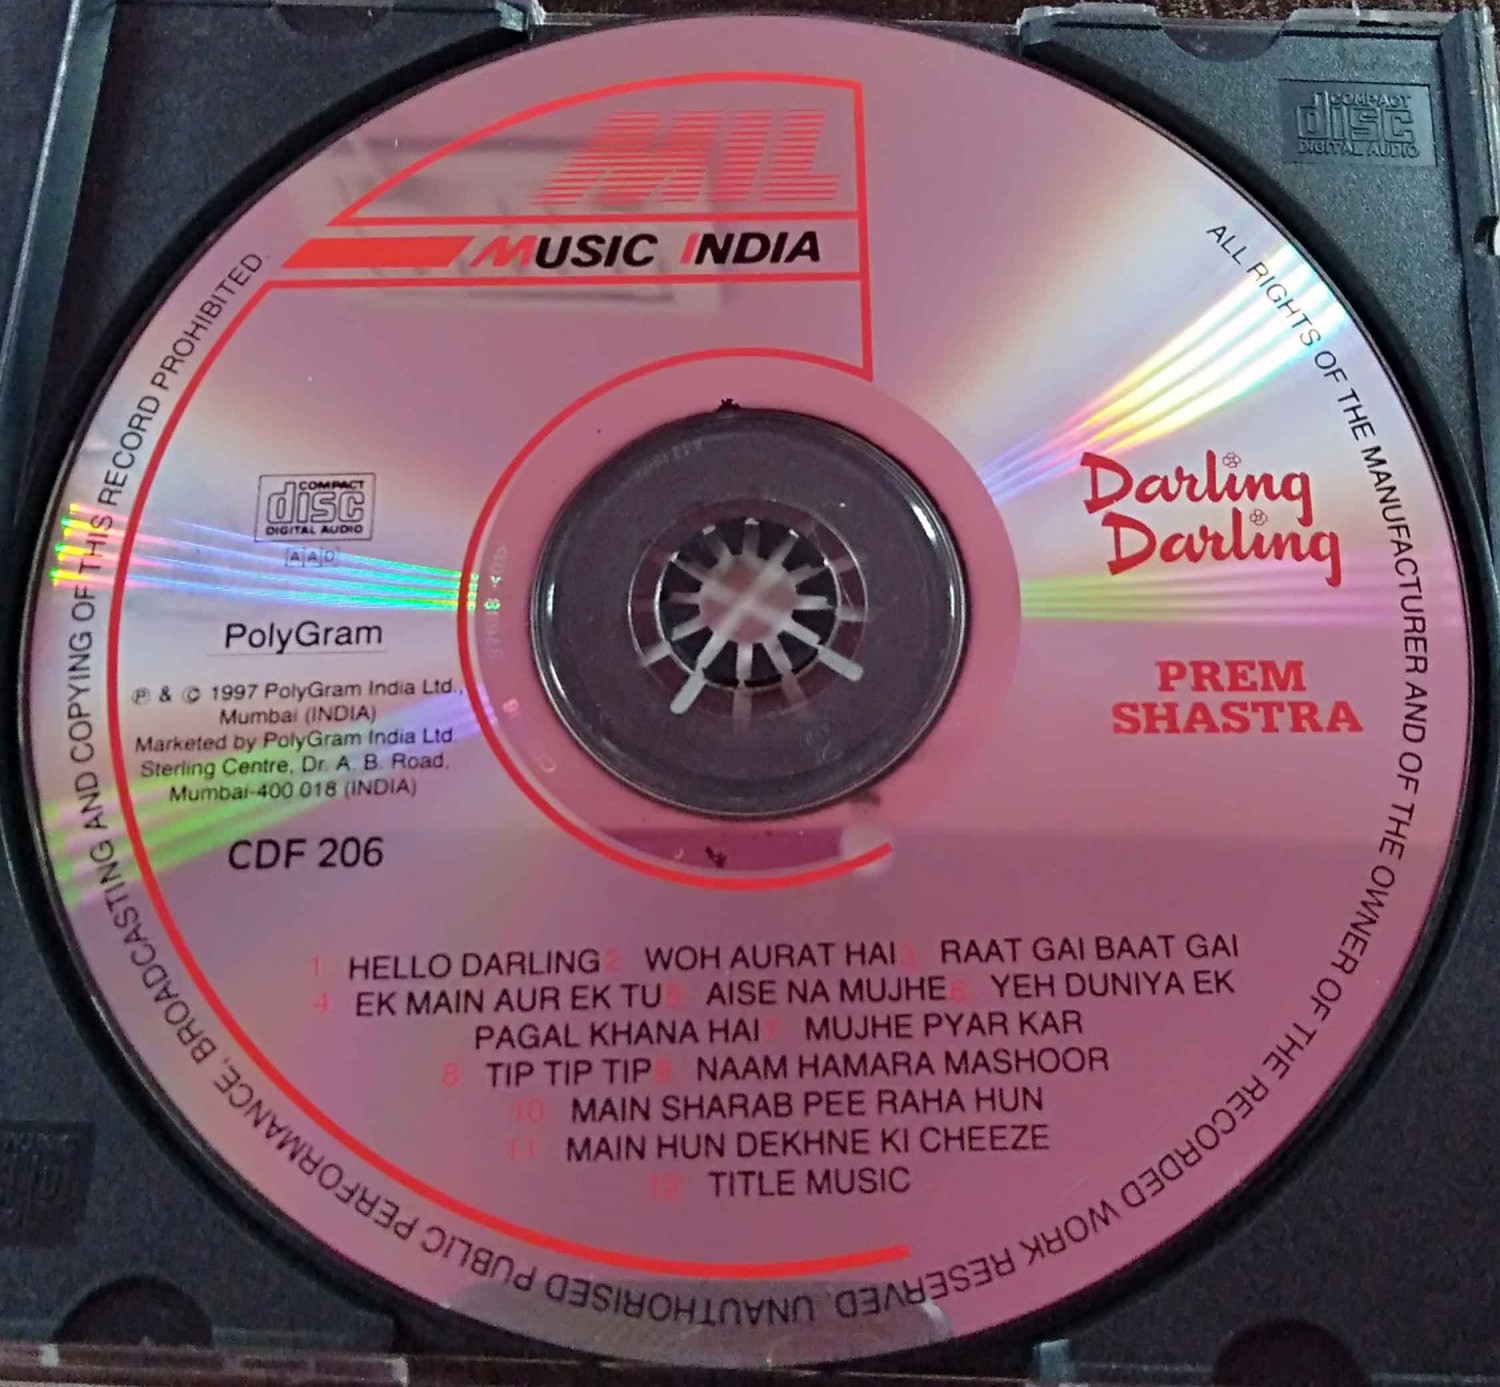 MIL
MUSIC INDIA
COMPACT
disc
DIGITAL AUDIO
ALL RIGHTS OF THE MANUFACTURER AND OF THE OWNER OF THE RECORDED WORK RESERVED. UNAUTHORISED PUBLIC PERFORMANCE, BROADCASTING AND COPYING OF THIS RECORD PROHIBITED.
COMPACT
disc
DIGITAL AUDIO
AAD
PolyGram
℗ & © 1997 PolyGram India Ltd.,
Mumbai (INDIA)
Marketed by PolyGram India Ltd.
Sterling Centre, Dr. A. B. Road,
Mumbai-400 018 (INDIA)
CDF 206
Darling
Darling
PREM
SHASTRA
1 HELLO DARLING 2 WOH AURAT HAI 3 RAAT GAI BAAT GAI
4 EK MAIN AUR EK TU 5 AISE NA MUJHE 6 YEH DUNIYA EK
PAGAL KHANA HAI 7 MUJHE PYAR KAR
8 TIP TIP TIP 9 NAAM HAMARA MASHOOR
10 MAIN SHARAB PEE RAHA HUN
11 MAIN HUN DEKHNE KI CHEEZE
12 TITLE MUSIC